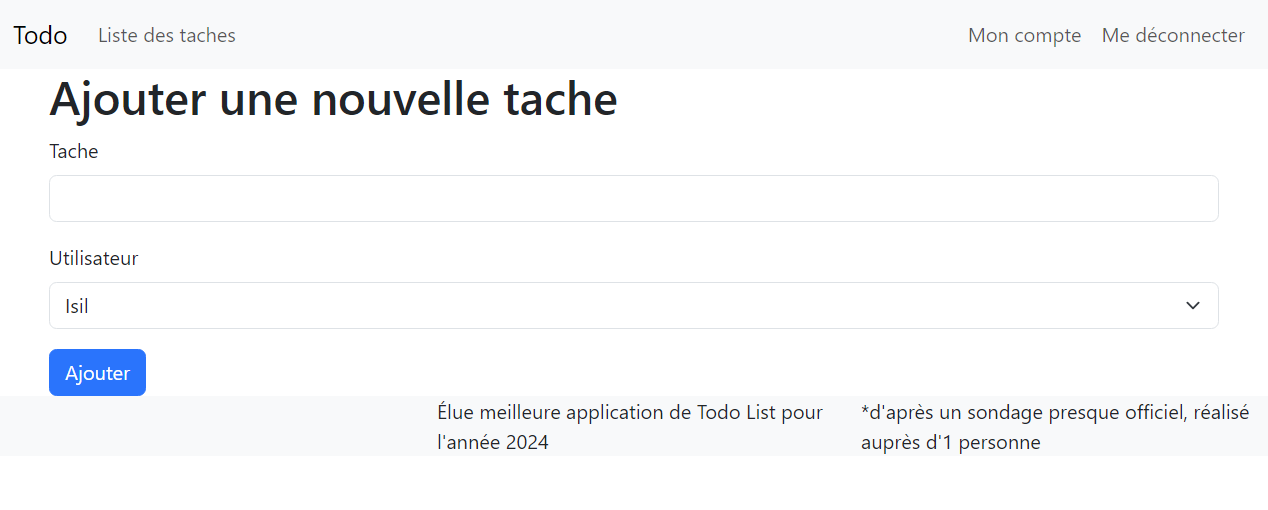 Todo Liste des taches Mon compte Me déconnecter
Ajouter une nouvelle tache
Tache
Utilisateur
Isil
Ajouter
Élue meilleure application de Todo List pour
l'année 2024
*d'après un sondage presque officiel, réalisé
auprès d'1 personne